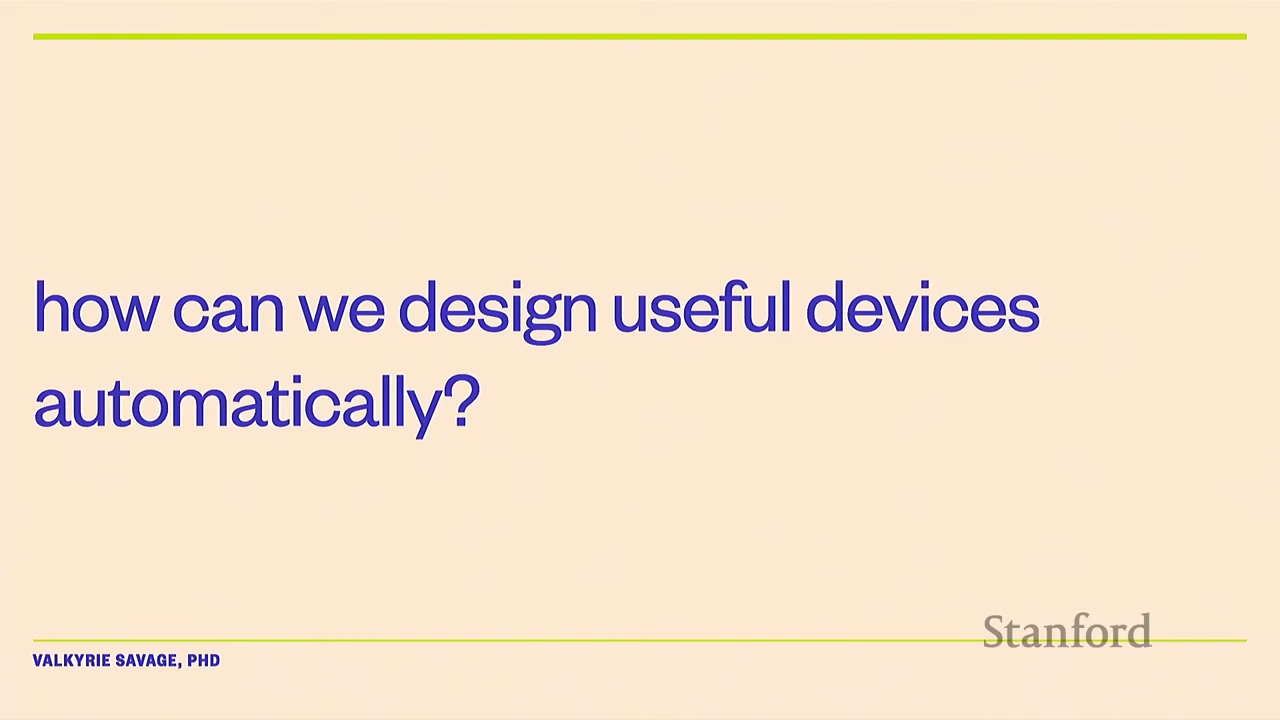 how can we design useful devices
automatically?
Stanford
VALKYRIE SAVAGE, PHD